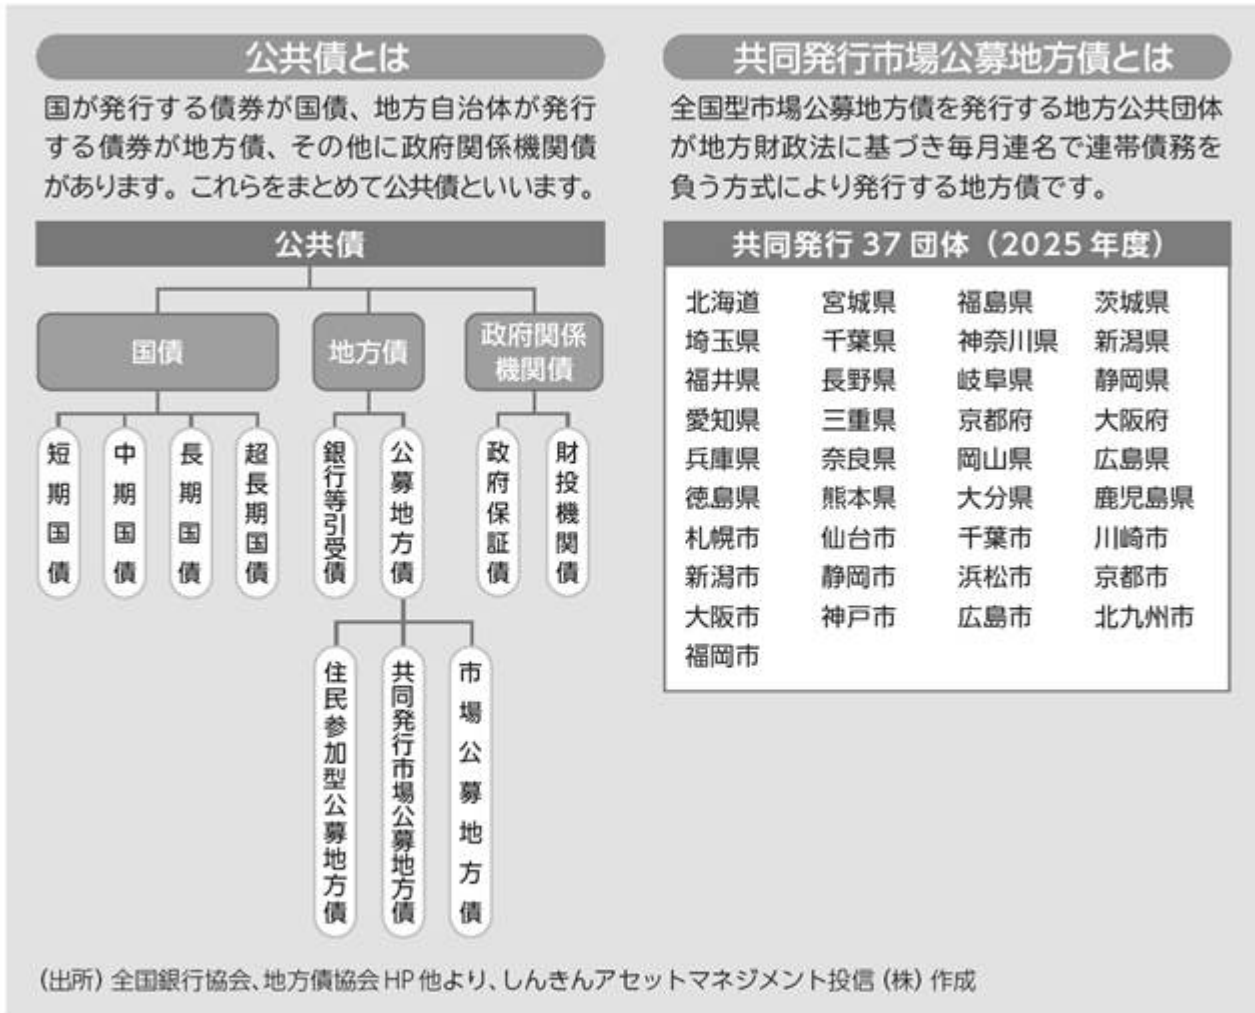 公共債とは
国が発行する債券が国債、地方自治体が発行
する債券が地方債、その他に政府関係機関債
があります。これらをまとめて公共債といいます。
公共債
国債
地方債
政府関係
機関債
短期国債
中期国債
長期国債
超長期国債
銀行等引受債
公募地方債
政府保証債
財投機関債
住民参加型公募地方債
共同発行市場公募地方債
市場公募地方債
共同発行市場公募地方債とは
全国型市場公募地方債を発行する地方公共団体
が地方財政法に基づき毎月連名で連帯債務を
負う方式により発行する地方債です。
共同発行 37 団体（2025 年度）
北海道 宮城県 福島県 茨城県
埼玉県 千葉県 神奈川県 新潟県
福井県 長野県 岐阜県 静岡県
愛知県 三重県 京都府 大阪府
兵庫県 奈良県 岡山県 広島県
徳島県 熊本県 大分県 鹿児島県
札幌市 仙台市 千葉市 川崎市
新潟市 静岡市 浜松市 京都市
大阪市 神戸市 広島市 北九州市
福岡市
（出所）全国銀行協会、地方債協会HP他より、しんきんアセットマネジメント投信（株）作成